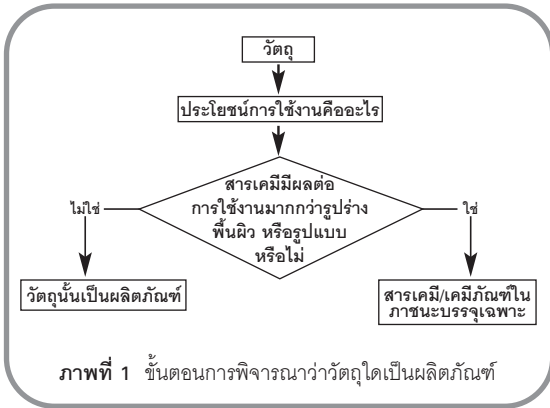 วัตถุ
ประโยชน์การใช้งานคืออะไร
สารเคมีมีผลต่อ
การใช้งานมากกว่ารูปร่าง
พื้นผิว หรือรูปแบบ
หรือไม่
ไม่ใช่
ใช่
วัตถุนั้นเป็นผลิตภัณฑ์
สารเคมี/เคมีภัณฑ์ใน
ภาชนะบรรจุเฉพาะ
ภาพที่ 1 ขั้นตอนการพิจารณาว่าวัตถุใดเป็นผลิตภัณฑ์